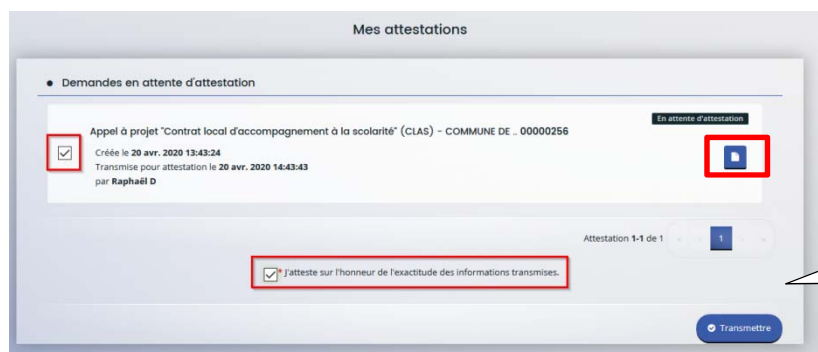 Mes attestations
Demandes en attente d'attestation
En attente d'attestation
Appel à projet "Contrat local d'accompagnement à la scolarité" (CLAS) - COMMUNE DE .. 00000256
Créée le 20 avr. 2020 13:43:24
Transmise pour attestation le 20 avr. 2020 14:43:43
par Raphaël D
Attestation 1-1 de 1 « ‹ 1 › »
* J'atteste sur l'honneur de l'exactitude des informations transmises.
Transmettre